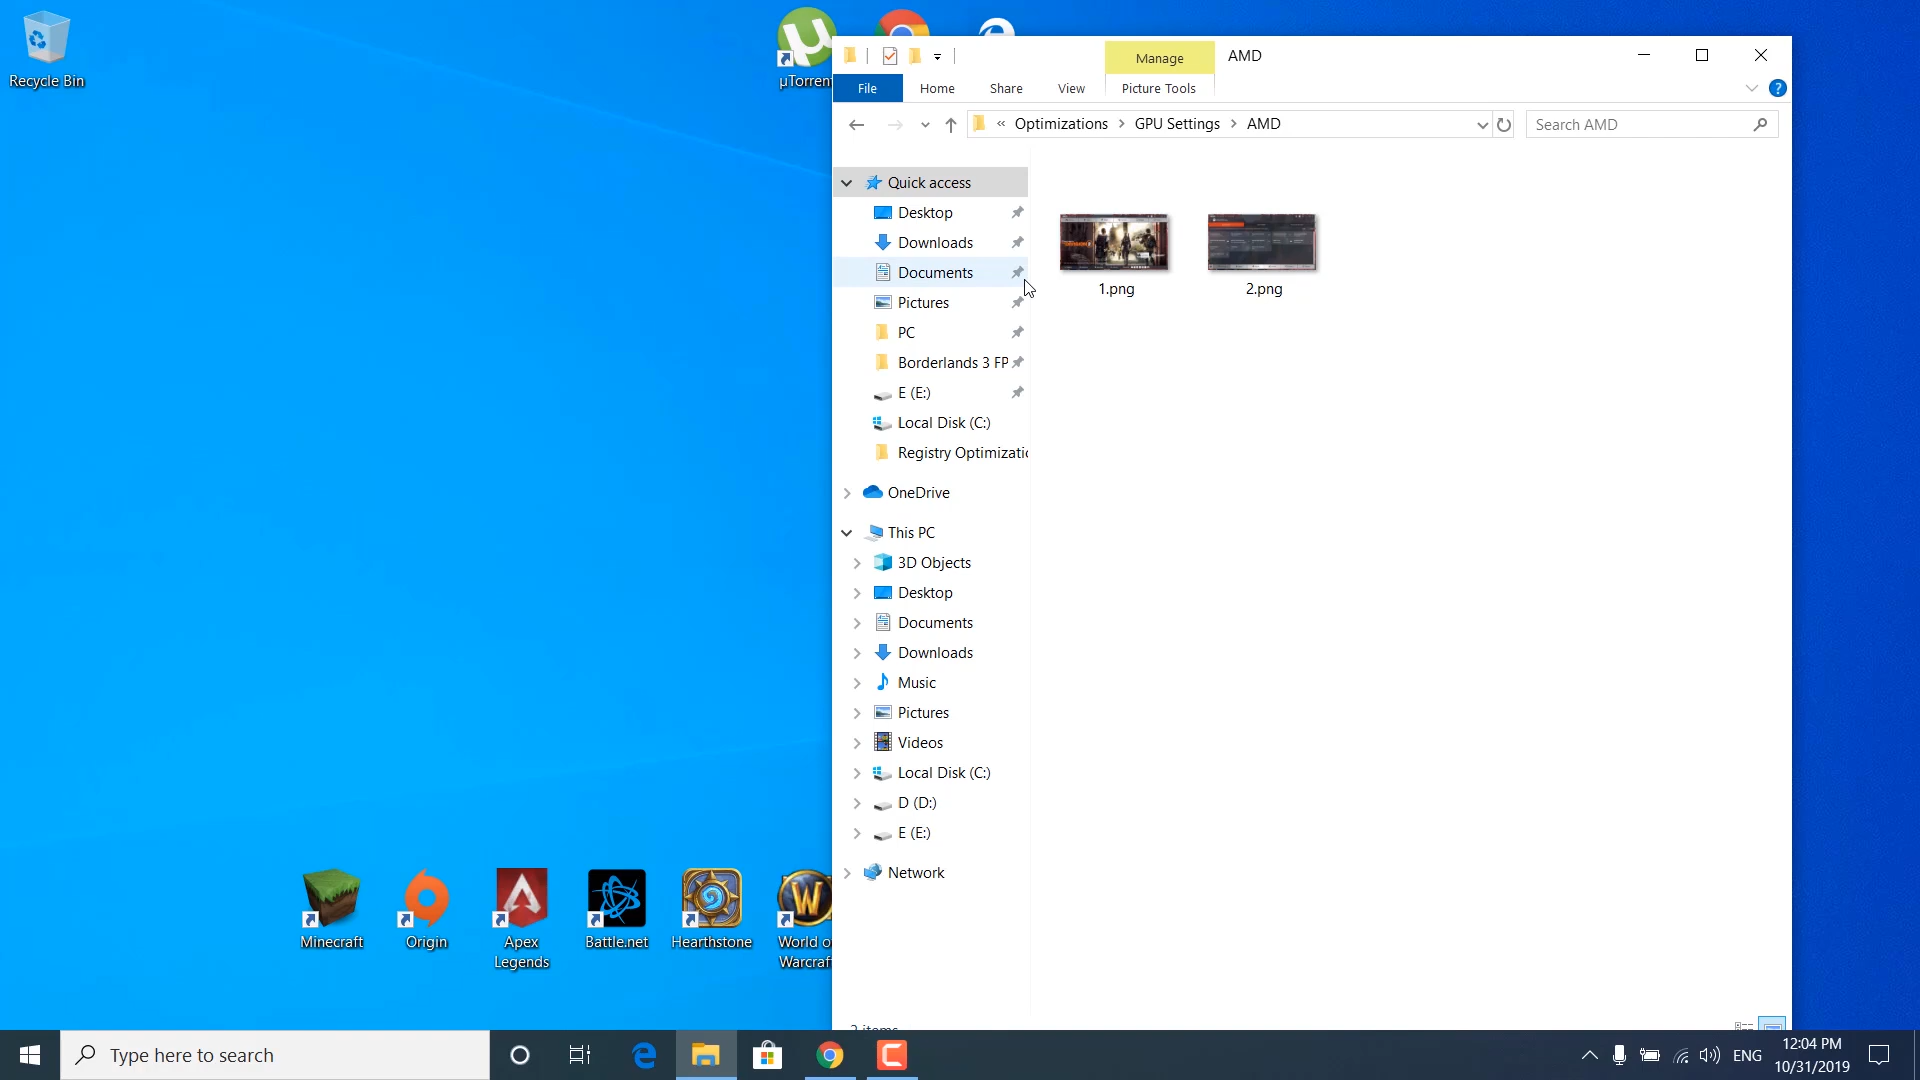 Recycle Bin
µTorrent
Manage
AMD
File
Home
Share
View
Picture Tools
?
« Optimizations > GPU Settings > AMD
Search AMD
Quick access
Desktop
Downloads
Documents
Pictures
PC
Borderlands 3 FP
E (E:)
Local Disk (C:)
Registry Optimizatio
OneDrive
This PC
3D Objects
Desktop
Documents
Downloads
Music
Pictures
Videos
Local Disk (C:)
D (D:)
E (E:)
Network
1.png
2.png
2 items
Minecraft
Origin
Apex
Legends
Battle.net
Hearthstone
World o
Warcraf
Type here to search
ENG
12:04 PM
10/31/2019